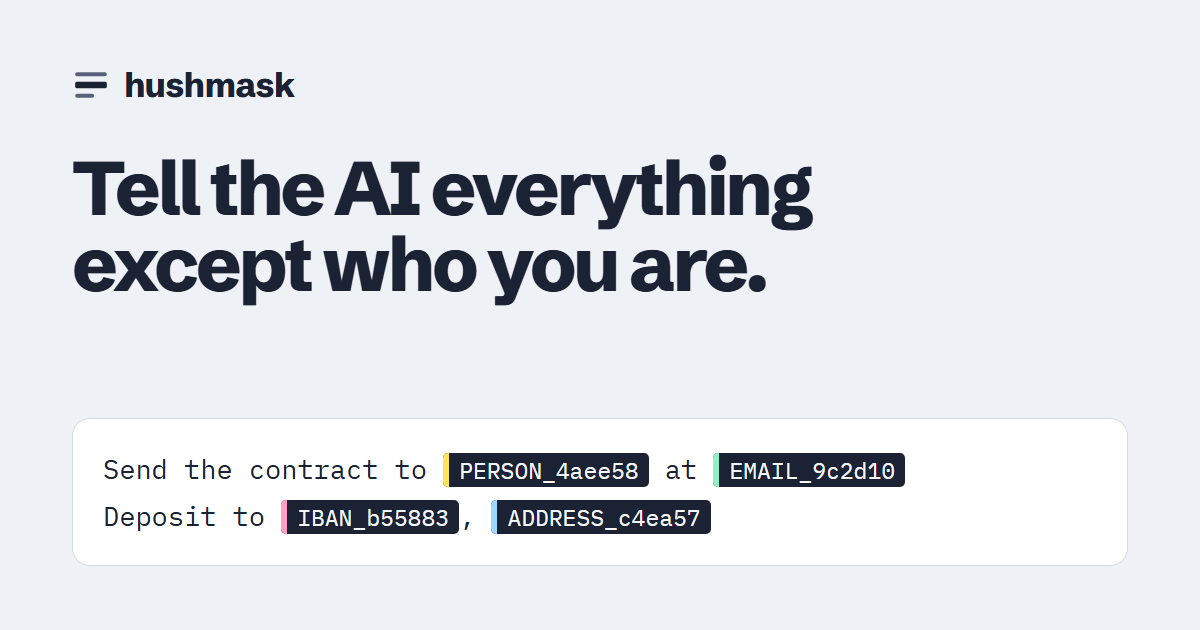 hushmask
Tell the AI everything
except who you are.
Send the contract to PERSON_4aee58 at EMAIL_9c2d10
Deposit to IBAN_b55883, ADDRESS_c4ea57